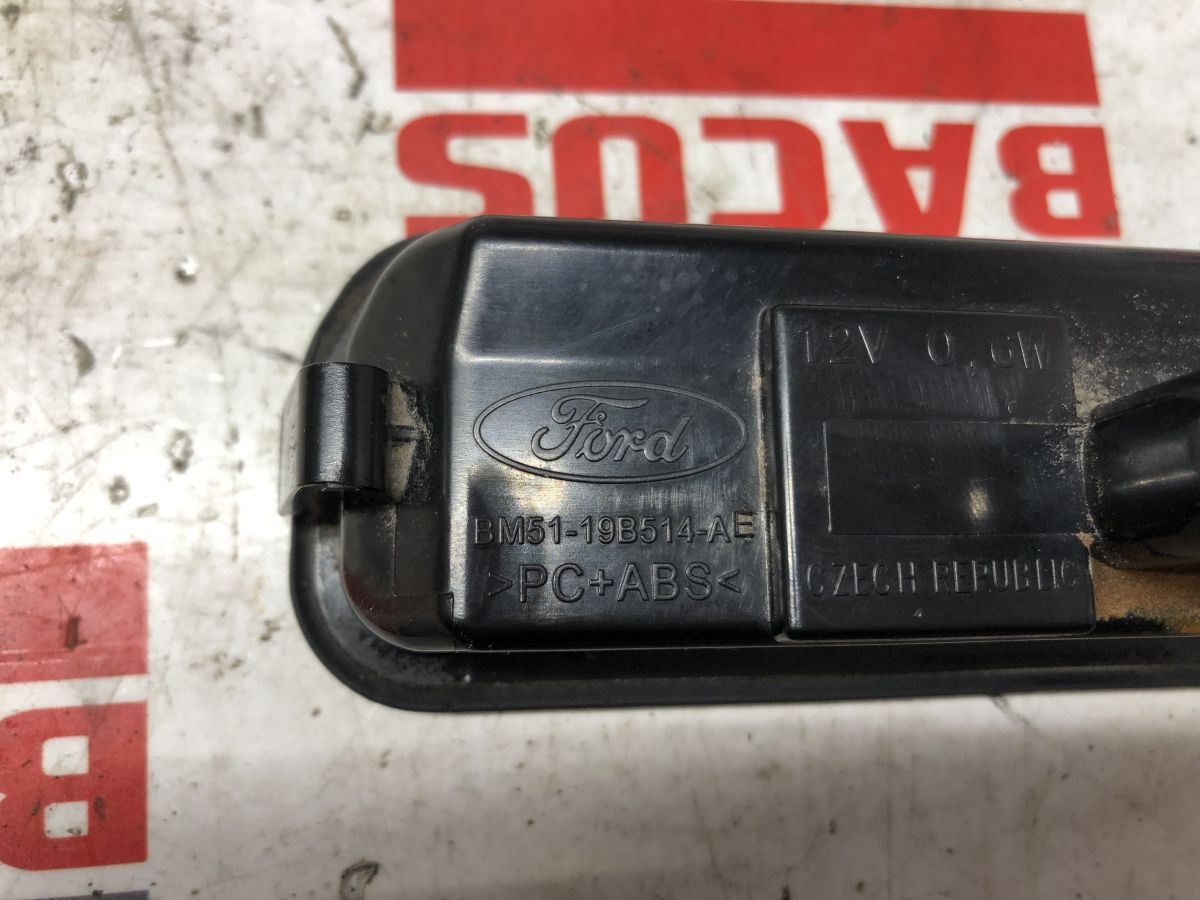 BACUS
12V 0,6W
Ford
BM51-19B514-AE
>PC+ABS<
CZECH REPUBLIC
B